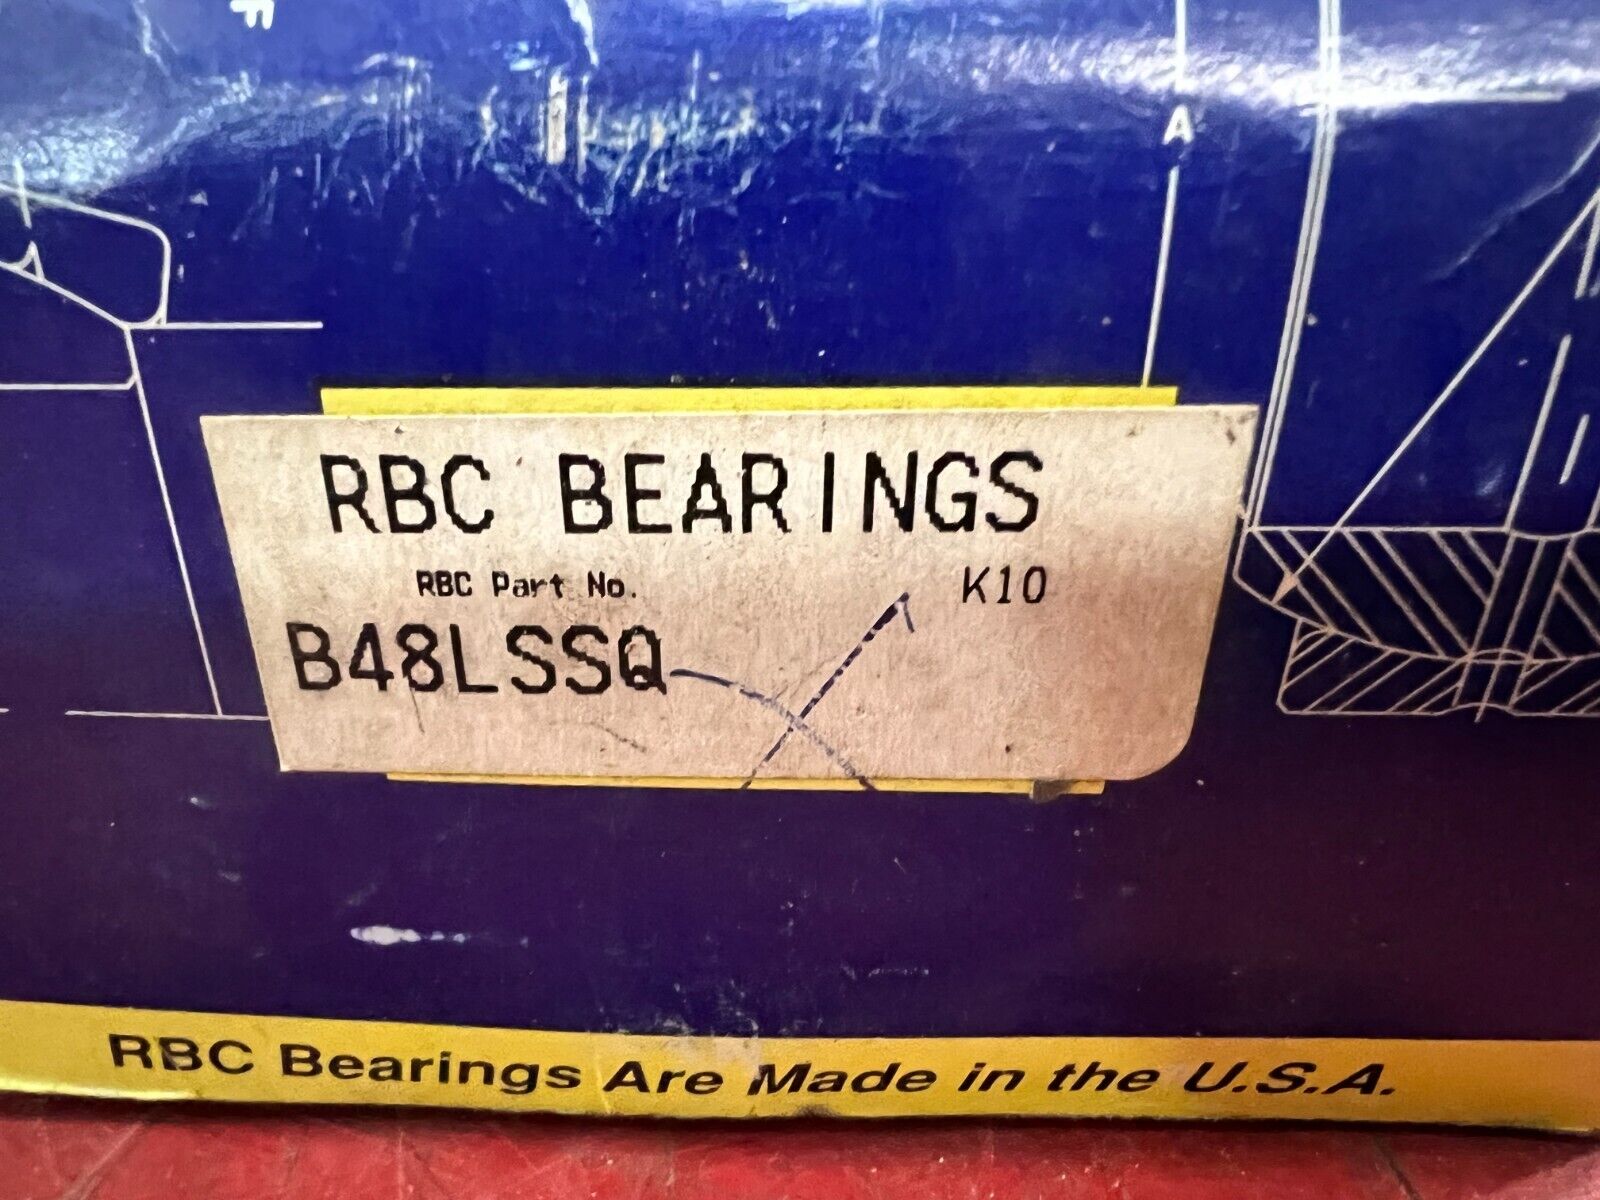 F
A
RBC BEARINGS
RBC Part No. K10
B48LSSQ
RBC Bearings Are Made in the U.S.A.